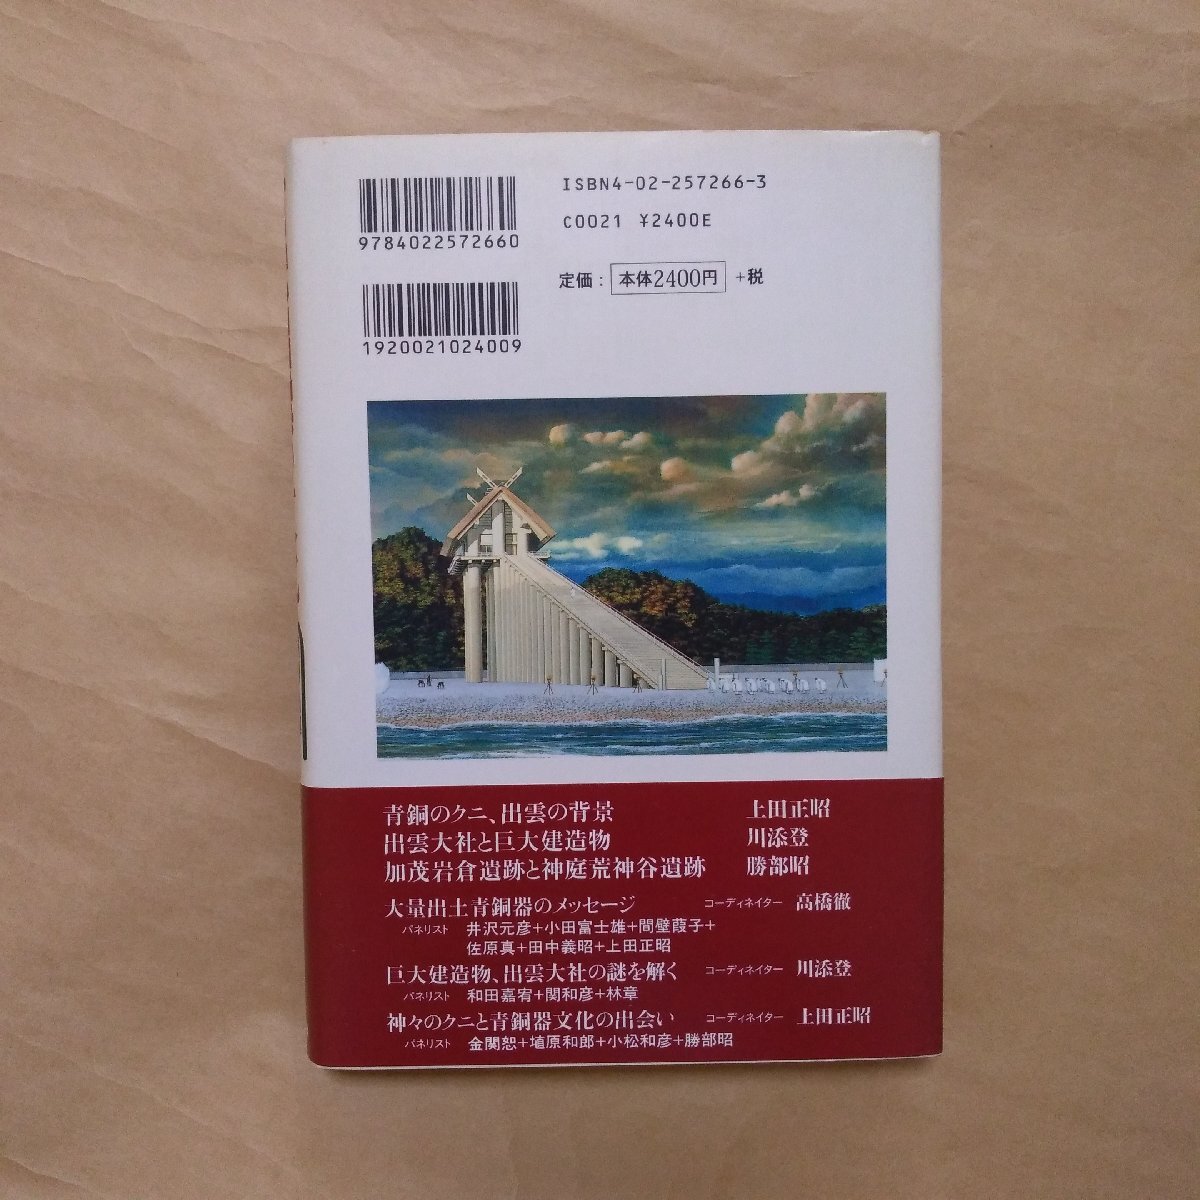 ISBN4-02-257266-3
C0021 ¥2400E
9784022572660
定価：本体2400円 +税
1920021024009
青銅のクニ、出雲の背景 上田正昭
出雲大社と巨大建造物 川添登
加茂岩倉遺跡と神庭荒神谷遺跡 勝部昭
大量出土青銅器のメッセージ コーディネイター 高橋徹
パネリスト 井沢元彦+小田富士雄+間壁葭子+
佐原真+田中義昭+上田正昭
巨大建造物、出雲大社の謎を解く コーディネイター 川添登
パネリスト 和田嘉宥+関和彦+林章
神々のクニと青銅器文化の出会い コーディネイター 上田正昭
パネリスト 金関恕+埴原和郎+小松和彦+勝部昭